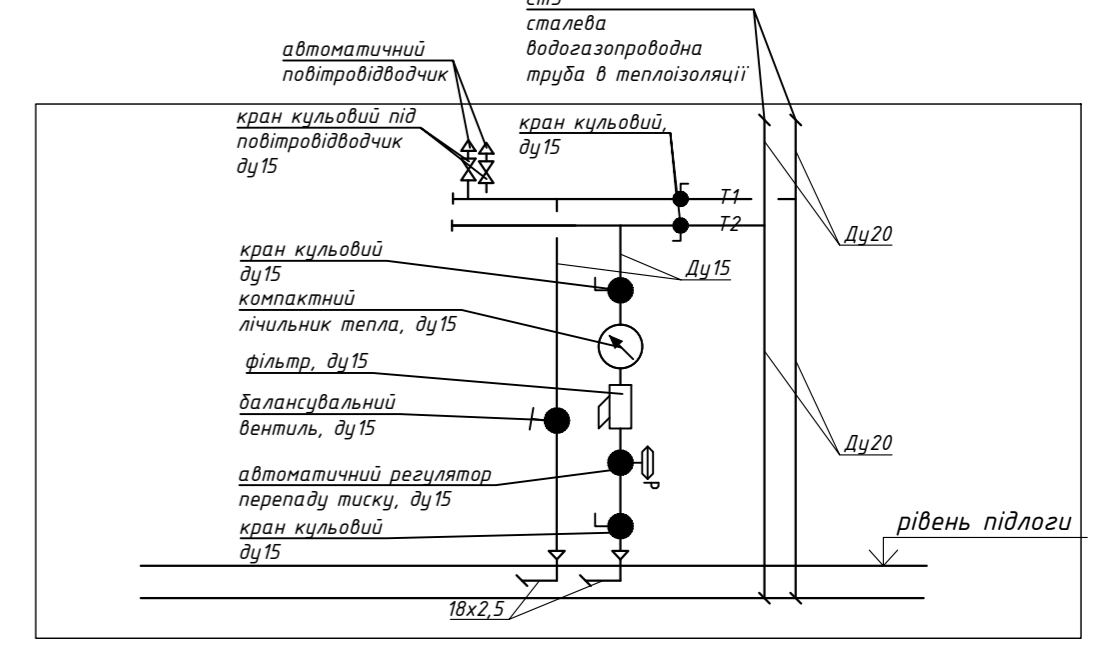 сталева
водогазопроводна
труба в теплоізоляції
автоматичний
повітровідводчик
кран кульовий під
повітровідводчик
ду15
кран кульовий,
ду15
Т1
Т2
Ду20
кран кульовий
ду15
Ду15
компактний
лічильник тепла, ду15
фільтр, ду15
балансувальний
вентиль, ду15
Ду20
автоматичний регулятор
перепаду тиску, ду15
P
кран кульовий
ду15
рівень підлоги
18х2,5